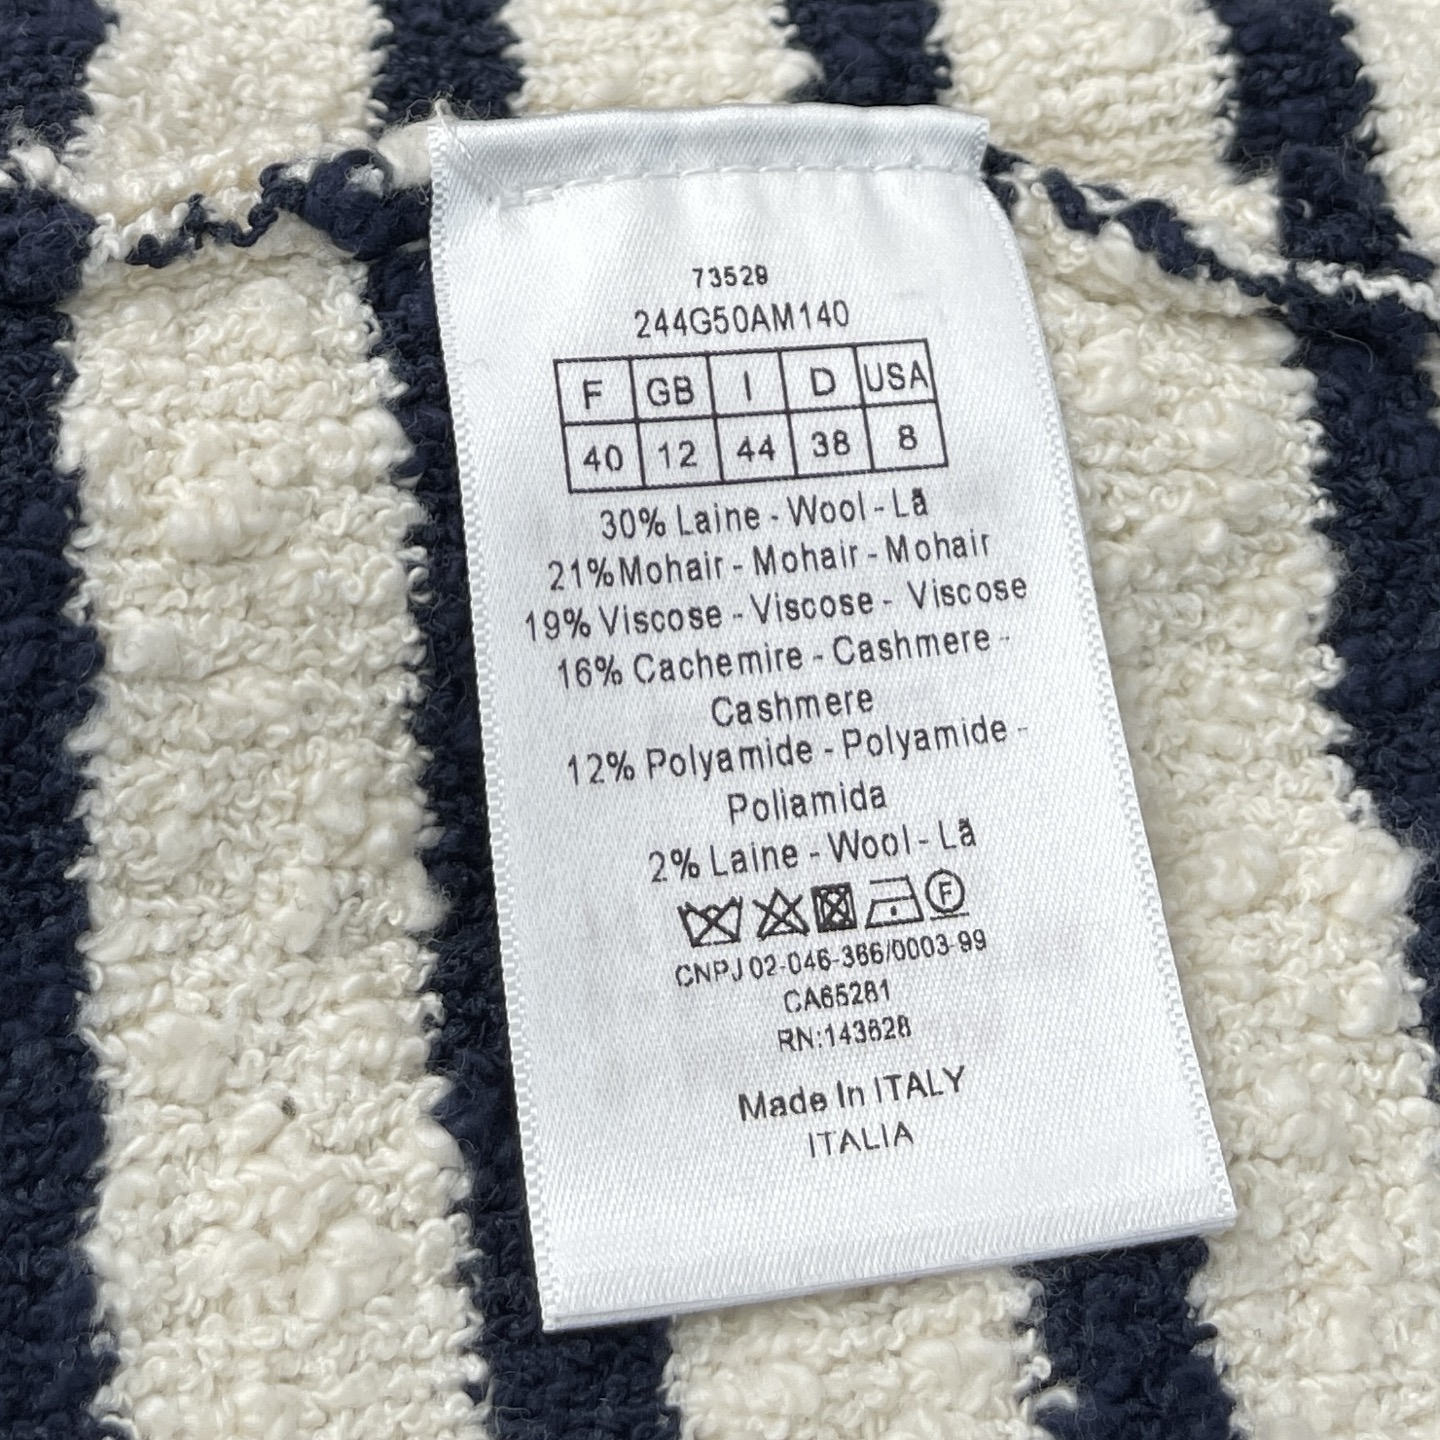 73529
244G50AM140
F GB I D USA
40 12 44 38 8
30% Laine - Wool - Lã
21% Mohair - Mohair - Mohair
19% Viscose - Viscose - Viscose
16% Cachemire - Cashmere -
Cashmere
12% Polyamide - Polyamide -
Poliamida
2% Laine - Wool - Lã
F
CNPJ 02-046-366/0003-99
CA65281
RN:143628
Made In ITALY
ITALIA